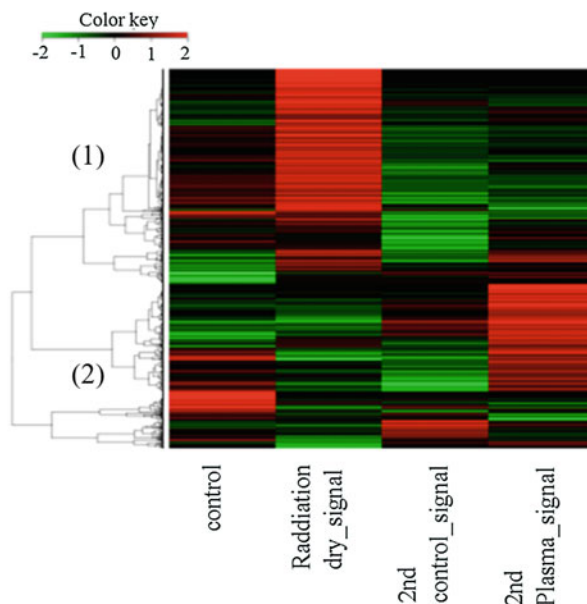 Color key
-2 -1 0 1 2
(1)
(2)
control
Raddiation
dry_signal
2nd
control_signal
2nd
Plasma_signal